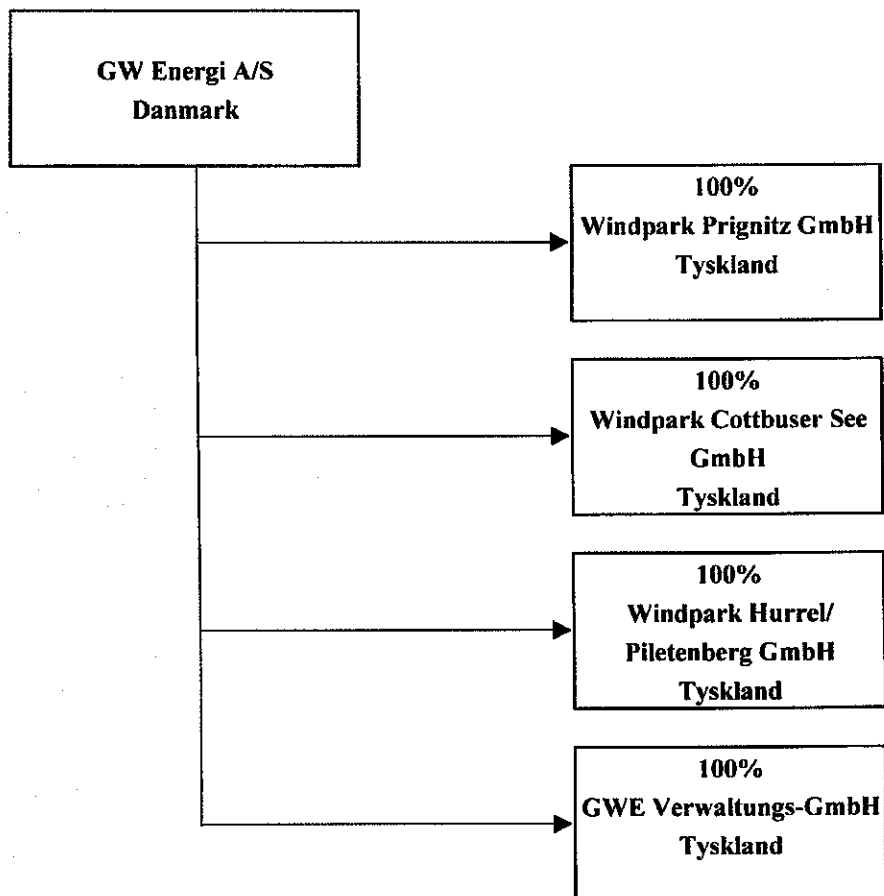 GW Energi A/S
Danmark
100%
Windpark Prignitz GmbH
Tyskland
100%
Windpark Cottbuser See
GmbH
Tyskland
100%
Windpark Hurrel/
Piletenberg GmbH
Tyskland
100%
GWE Verwaltungs-GmbH
Tyskland